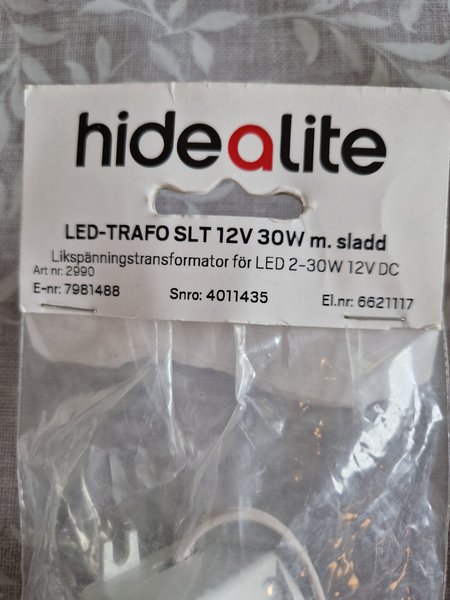 hidealite
LED-TRAFO SLT 12V 30W m. sladd
Likspänningstransformator för LED 2-30W 12V DC
Art nr: 2990
E-nr: 7981488 Snro: 4011435 El.nr: 6621117